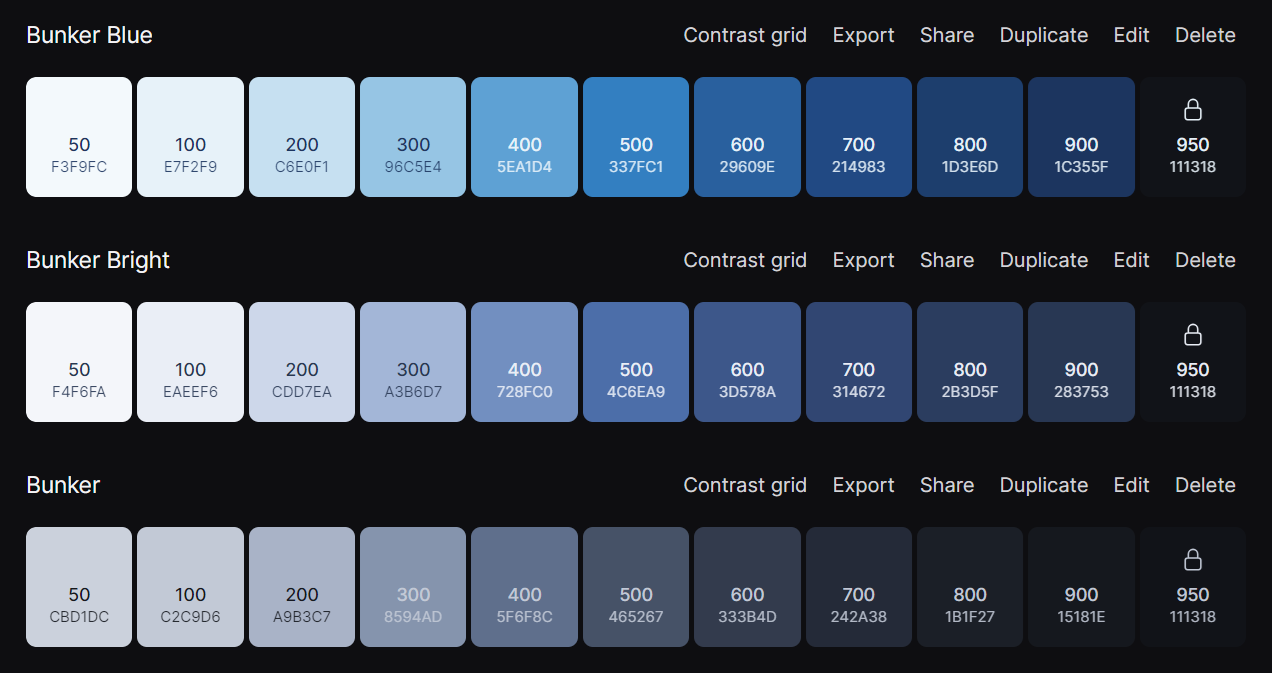 Bunker Blue Contrast grid Export Share Duplicate Edit Delete
50 100 200 300 400 500 600 700 800 900 950
F3F9FC E7F2F9 C6E0F1 96C5E4 5EA1D4 337FC1 29609E 214983 1D3E6D 1C355F 111318
Bunker Bright Contrast grid Export Share Duplicate Edit Delete
50 100 200 300 400 500 600 700 800 900 950
F4F6FA EAEEF6 CDD7EA A3B6D7 728FC0 4C6EA9 3D578A 314672 2B3D5F 283753 111318
Bunker Contrast grid Export Share Duplicate Edit Delete
50 100 200 300 400 500 600 700 800 900 950
CBD1DC C2C9D6 A9B3C7 8594AD 5F6F8C 465267 333B4D 242A38 1B1F27 15181E 111318